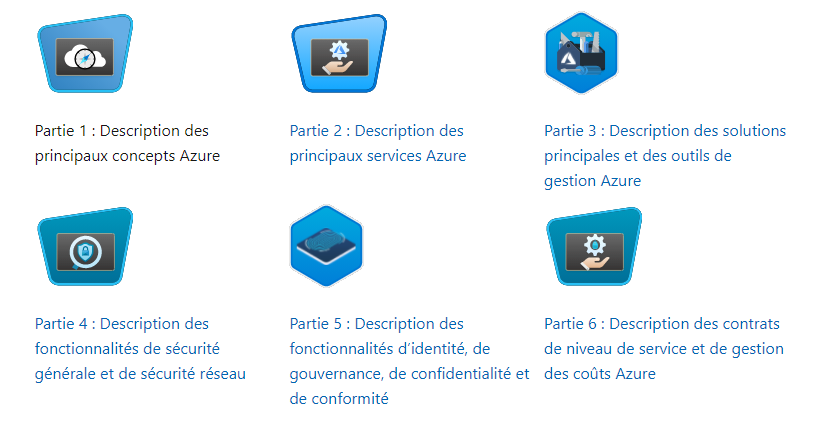 Partie 1 : Description des
principaux concepts Azure
Partie 2 : Description des
principaux services Azure
Partie 3 : Description des solutions
principales et des outils de
gestion Azure
Partie 4 : Description des
fonctionnalités de sécurité
générale et de sécurité réseau
Partie 5 : Description des
fonctionnalités d’identité, de
gouvernance, de confidentialité et
de conformité
Partie 6 : Description des contrats
de niveau de service et de gestion
des coûts Azure